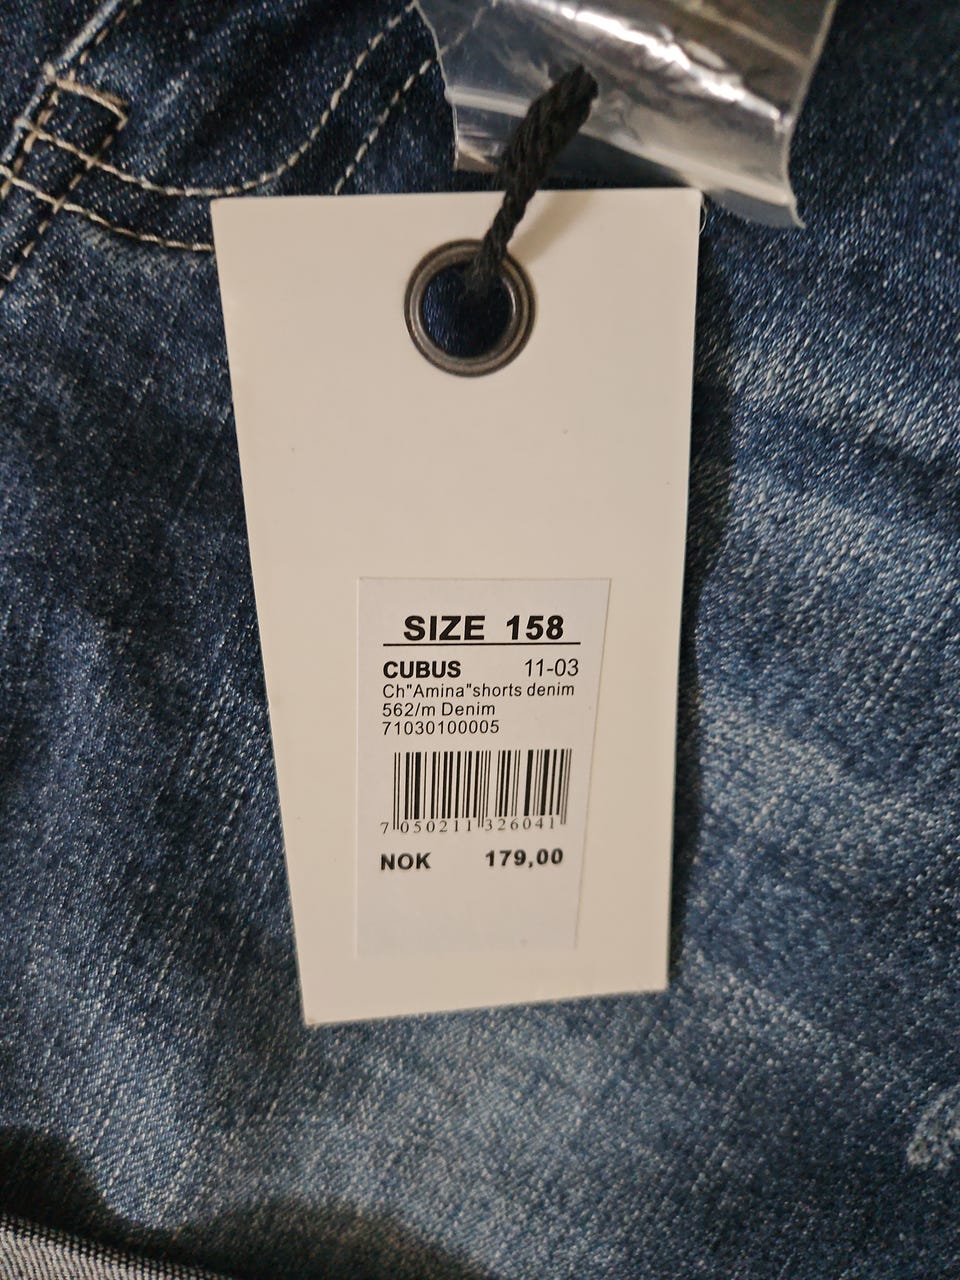 SIZE 158
CUBUS 11-03
Ch"Amina"shorts denim
562/m Denim
71030100005
7 050211 326041
NOK 179,00